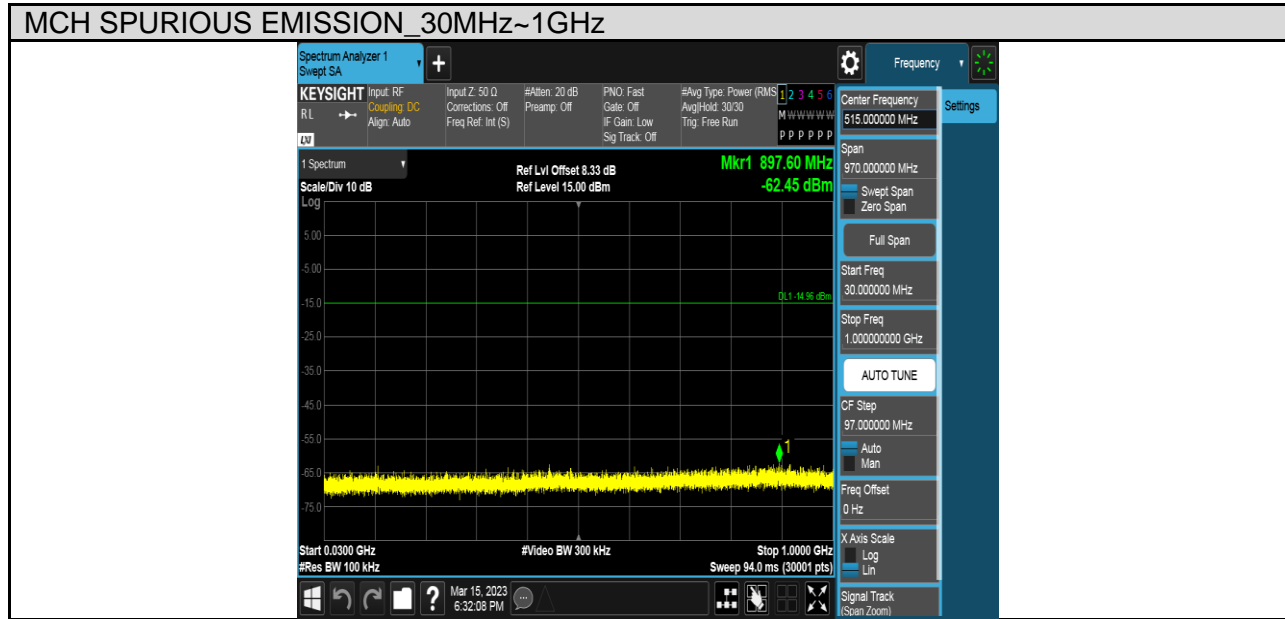 MCH SPURIOUS EMISSION_30MHz~1GHz
Spectrum Analyzer 1
Swept SA
+
Frequency
KEYSIGHT
RL
LXI
Input: RF
Coupling: DC
Align: Auto
Input Z: 50 Ω
Corrections: Off
Freq Ref: Int (S)
#Atten: 20 dB
Preamp: Off
PNO: Fast
Gate: Off
IF Gain: Low
Sig Track: Off
#Avg Type: Power (RMS
Avg|Hold: 30/30
Trig: Free Run
1 2 3 4 5 6
M W W W W W
P P P P P P
1 Spectrum
Scale/Div 10 dB
Log
Ref Lvl Offset 8.33 dB
Ref Level 15.00 dBm
Mkr1 897.60 MHz
-62.45 dBm
5.00
-5.00
-15.0
DL1 -14.96 dBm
-25.0
-35.0
-45.0
-55.0
1
-65.0
-75.0
Start 0.0300 GHz
#Res BW 100 kHz
#Video BW 300 kHz
Stop 1.0000 GHz
Sweep 94.0 ms (30001 pts)
?
Mar 15, 2023
6:32:08 PM
Center Frequency
515.000000 MHz
Settings
Span
970.000000 MHz
Swept Span
Zero Span
Full Span
Start Freq
30.000000 MHz
Stop Freq
1.000000000 GHz
AUTO TUNE
CF Step
97.000000 MHz
Auto
Man
Freq Offset
0 Hz
X Axis Scale
Log
Lin
Signal Track
(Span Zoom)